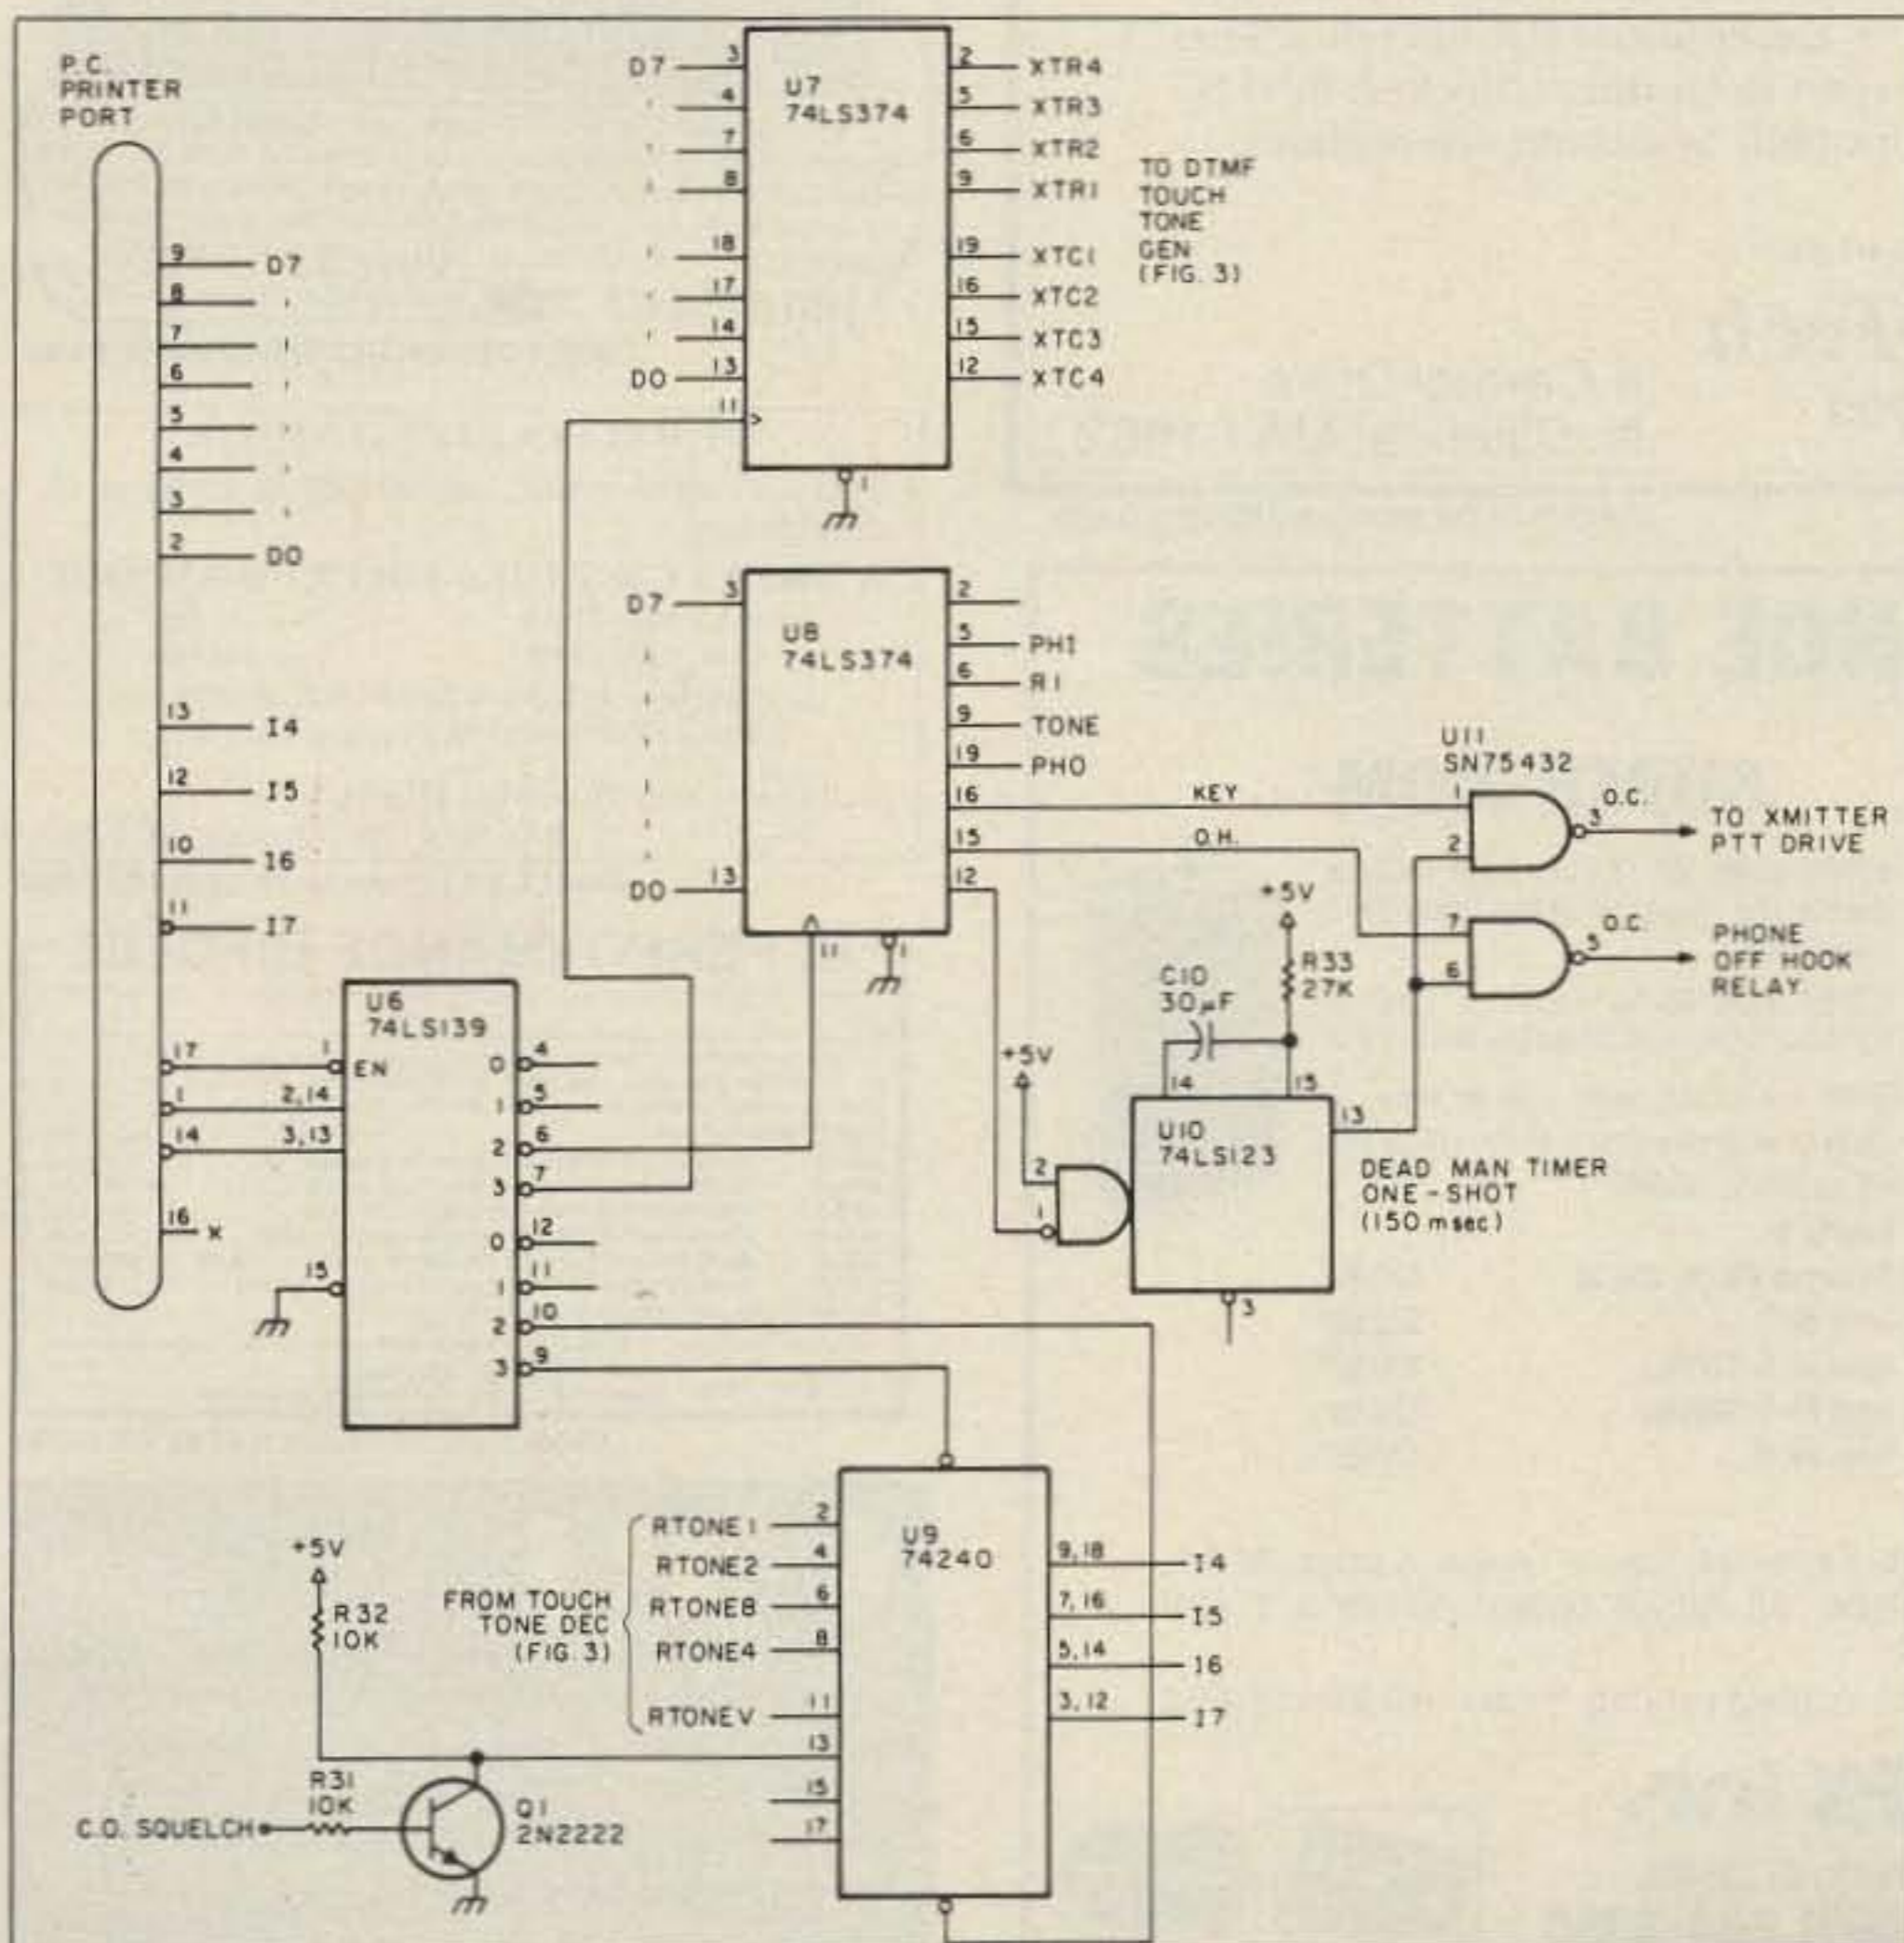 P.C.
PRINTER
PORT
9 D7
8
7
6
5
4
3
2 D0
13 I4
12 I5
10 I6
11 I7
17
1
14
16 X
D7 3
4
7
8
18
17
14
D0 13
11
U7
74LS374
2 XTR4
5 XTR3
6 XTR2
9 XTR1
19 XTC1
16 XTC2
15 XTC3
12 XTC4
1
TO DTMF
TOUCH
TONE
GEN
(FIG. 3)
D7 3
D0 13
U8
74LS374
11
1
2
5 PHI
6 RI
9 TONE
19 PHO
16 KEY
15 O.H.
12
U11
SN75432
1
2
3 O.C.
TO XMITTER
PTT DRIVE
7
6
5 O.C.
PHONE
OFF HOOK
RELAY
+5V
R33
27K
C10
30µF
+5V
2
1
14
15
13
U10
74LS123
3
DEAD MAN TIMER
ONE-SHOT
(150 msec)
U6
74LS139
1 EN
2,14
3,13
15
0 4
1 5
2 6
3 7
0 12
1 11
2 10
3 9
U9
74240
FROM TOUCH
TONE DEC
(FIG. 3)
RTONE1 2
RTONE2 4
RTONE8 6
RTONE4 8
RTONEV 11
13
15
17
9,18 I4
7,16 I5
5,14 I6
3,12 I7
+5V
R32
10K
R31
10K
C.O. SQUELCH
Q1
2N2222